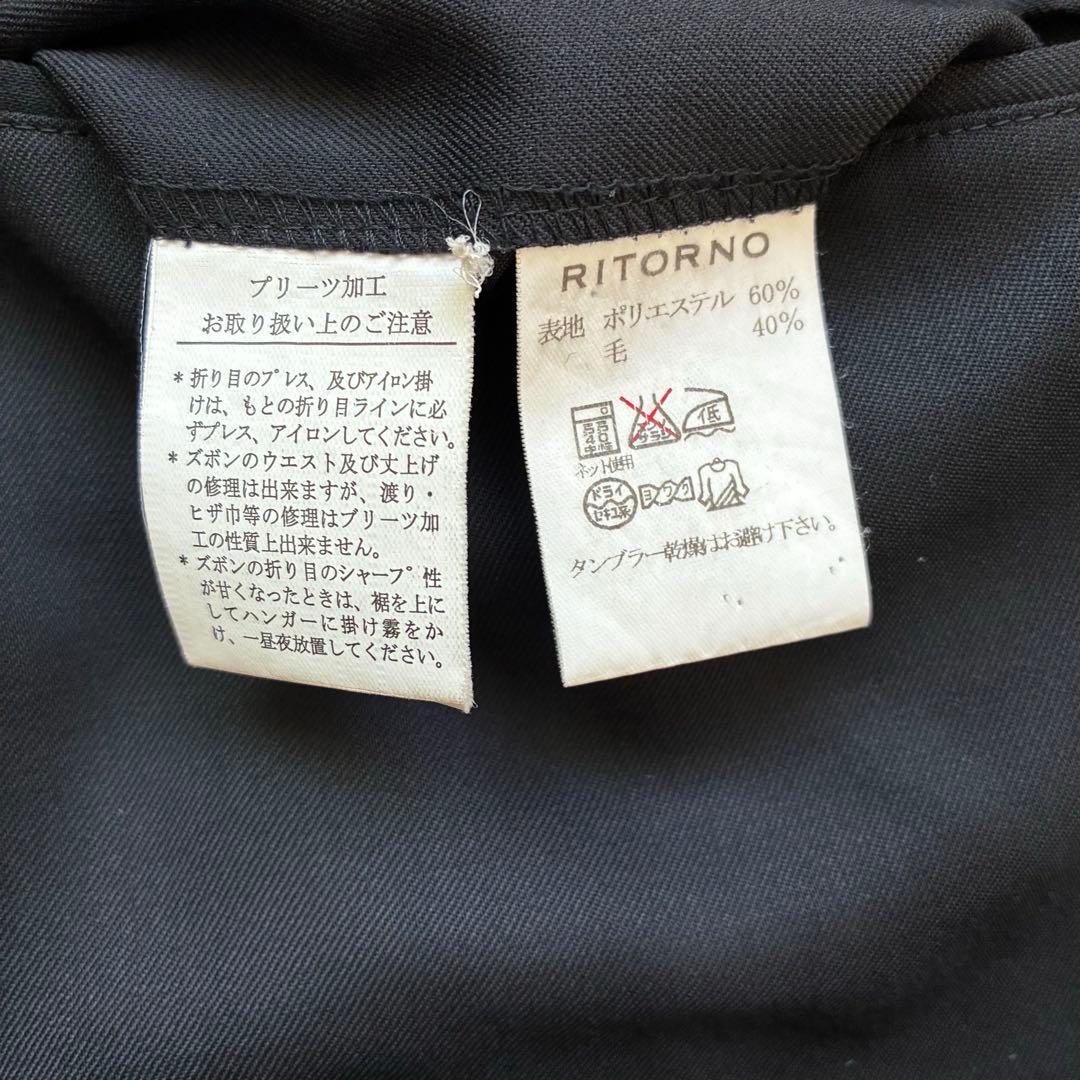 プリーツ加工
お取り扱い上のご注意
*折り目のプレス、及びアイロン掛
けは、もとの折り目ラインに必
ずプレス、アイロンしてください。
*ズボンのウエスト及び丈上げ
の修理は出来ますが、渡り・
ヒザ巾等の修理はプリーツ加
工の性質上出来ません。
*ズボンの折り目のシャープ性
が甘くなったときは、裾を上に
してハンガーに掛け霧をか
け、一昼夜放置してください。
RITORNO
表地 ポリエステル 60%
毛 40%
弱 弱
40
中性
サラシ
低
ネット使用
ドライ
セキユ系
ヨワク
タンブラー乾燥はお避け下さい。